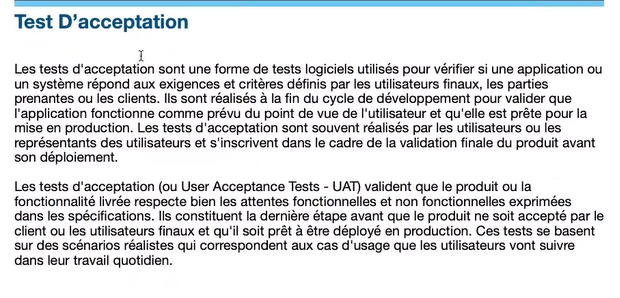 Test D'acceptation
Les tests d'acceptation sont une forme de tests logiciels utilisés pour vérifier si une application ou
un système répond aux exigences et critères définis par les utilisateurs finaux, les parties
prenantes ou les clients. Ils sont réalisés à la fin du cycle de développement pour valider que
l'application fonctionne comme prévu du point de vue de l'utilisateur et qu'elle est prête pour la
mise en production. Les tests d'acceptation sont souvent réalisés par les utilisateurs ou les
représentants des utilisateurs et s'inscrivent dans le cadre de la validation finale du produit avant
son déploiement.
Les tests d'acceptation (ou User Acceptance Tests - UAT) valident que le produit ou la
fonctionnalité livrée respecte bien les attentes fonctionnelles et non fonctionnelles exprimées
dans les spécifications. Ils constituent la dernière étape avant que le produit ne soit accepté par le
client ou les utilisateurs finaux et qu'il soit prêt à être déployé en production. Ces tests se basent
sur des scénarios réalistes qui correspondent aux cas d'usage que les utilisateurs vont suivre
dans leur travail quotidien.